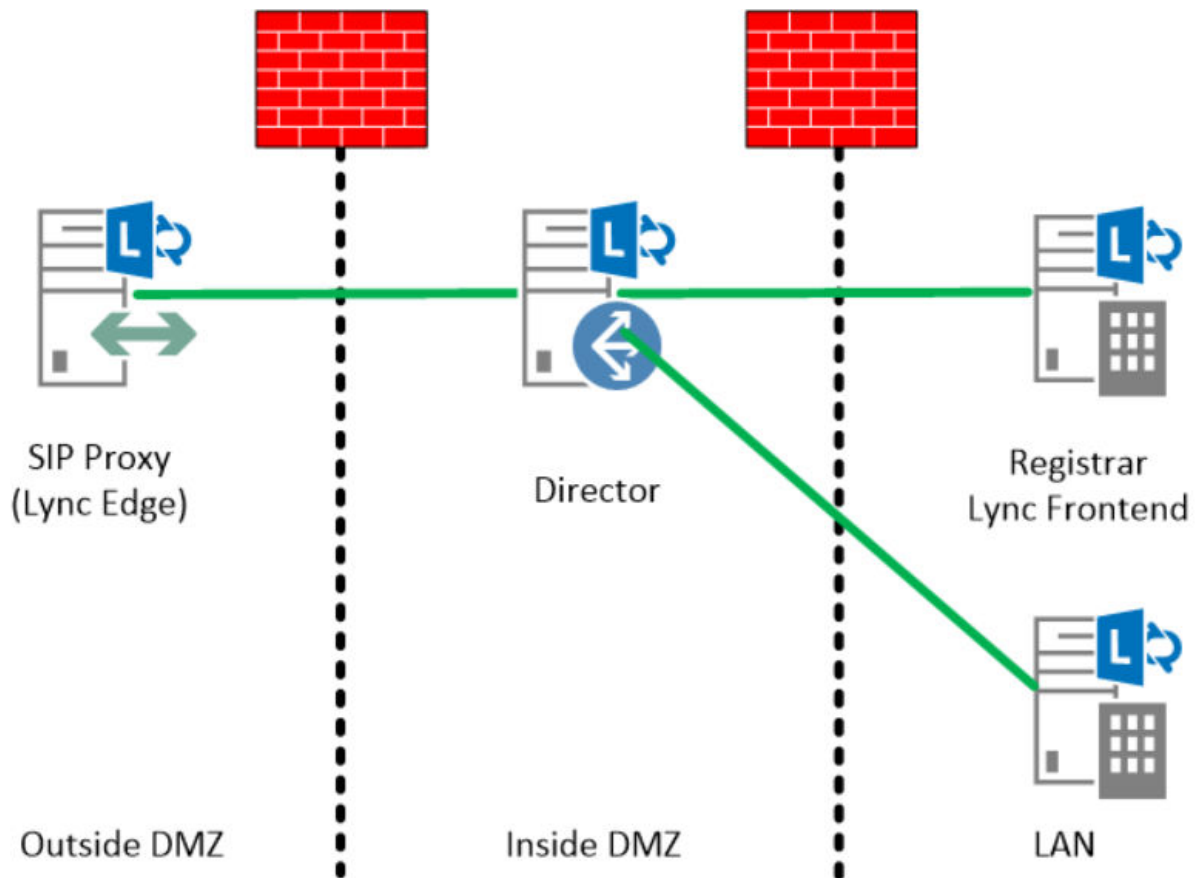 L
L
L
SIP Proxy
(Lync Edge)
Director
Registrar
Lync Frontend
L
Outside DMZ
Inside DMZ
LAN